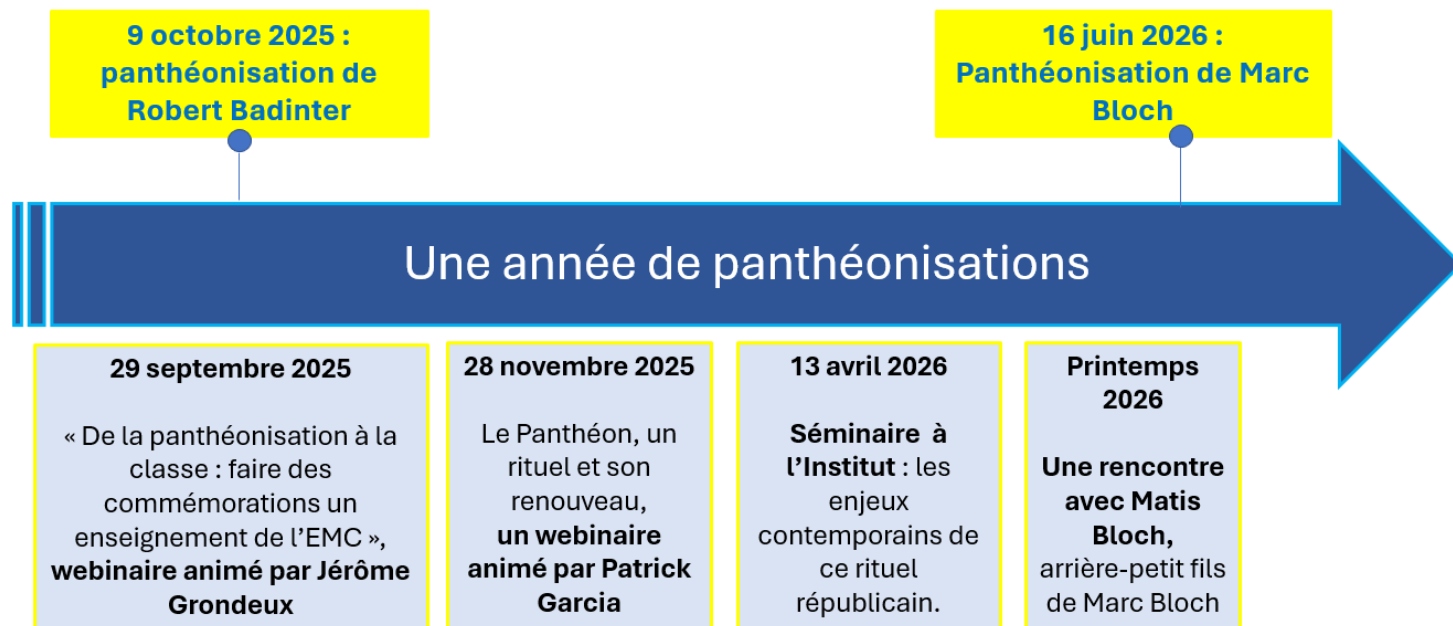 9 octobre 2025 :
panthéonisation de
Robert Badinter
16 juin 2026 :
Panthéonisation de Marc
Bloch
Une année de panthéonisations
29 septembre 2025
« De la panthéonisation à la
classe : faire des
commémorations un
enseignement de l’EMC »,
webinaire animé par Jérôme
Grondeux
28 novembre 2025
Le Panthéon, un
rituel et son
renouveau,
un webinaire
animé par Patrick
Garcia
13 avril 2026
Séminaire à
l’Institut : les
enjeux
contemporains de
ce rituel
républicain.
Printemps
2026
Une rencontre
avec Matis
Bloch,
arrière-petit fils
de Marc Bloch